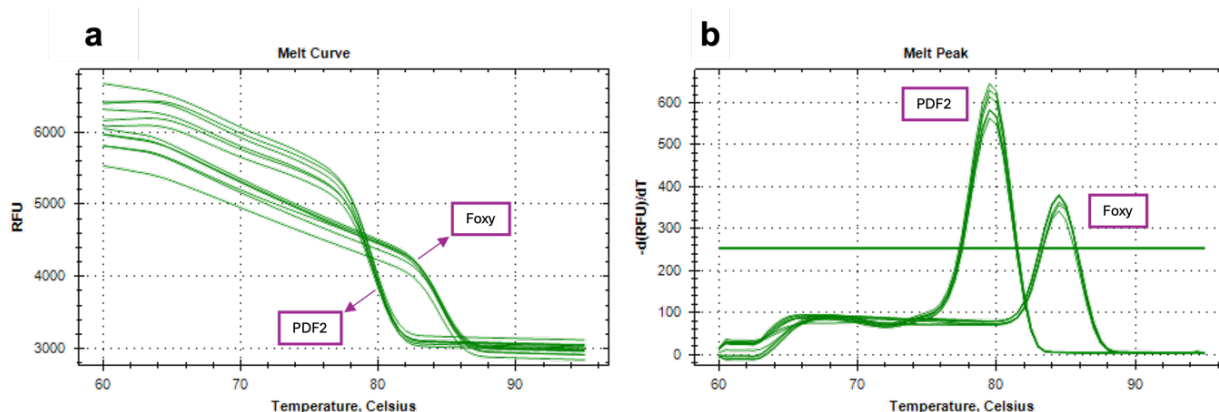 a
Melt Curve
RFU
6000
5000
4000
3000
Foxy
PDF2
60
70
80
90
Temperature, Celsius
b
Melt Peak
-d(RFU)/dT
600
500
400
300
200
100
0
PDF2
Foxy
60
70
80
90
Temperature, Celsius